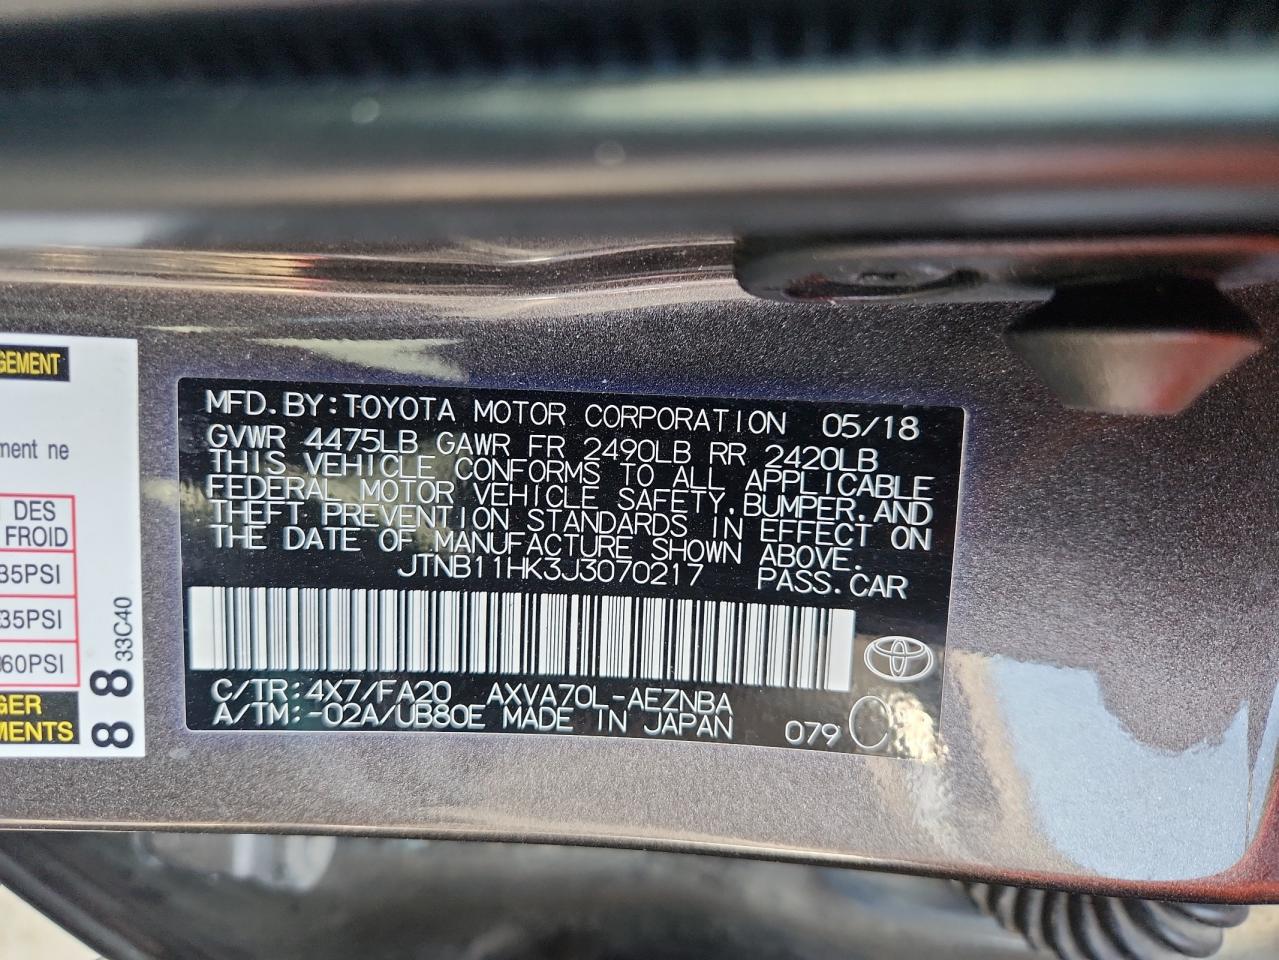 GEMENT
ment ne
DES
FROID
35PSI
35PSI
60PSI
GER
MENTS
88
33C40
MFD.BY:TOYOTA MOTOR CORPORATION 05/18
GVWR 4475LB GAWR FR 2490LB RR 2420LB
THIS VEHICLE CONFORMS TO ALL APPLICABLE
FEDERAL MOTOR VEHICLE SAFETY,BUMPER,AND
THEFT PREVENTION STANDARDS IN EFFECT ON
THE DATE OF MANUFACTURE SHOWN ABOVE.
JTNB11HK3J3070217 PASS.CAR
C/TR:4X7/FA20 AXVA70L-AEZNBA
A/TM:-02A/UB80E MADE IN JAPAN 079 C